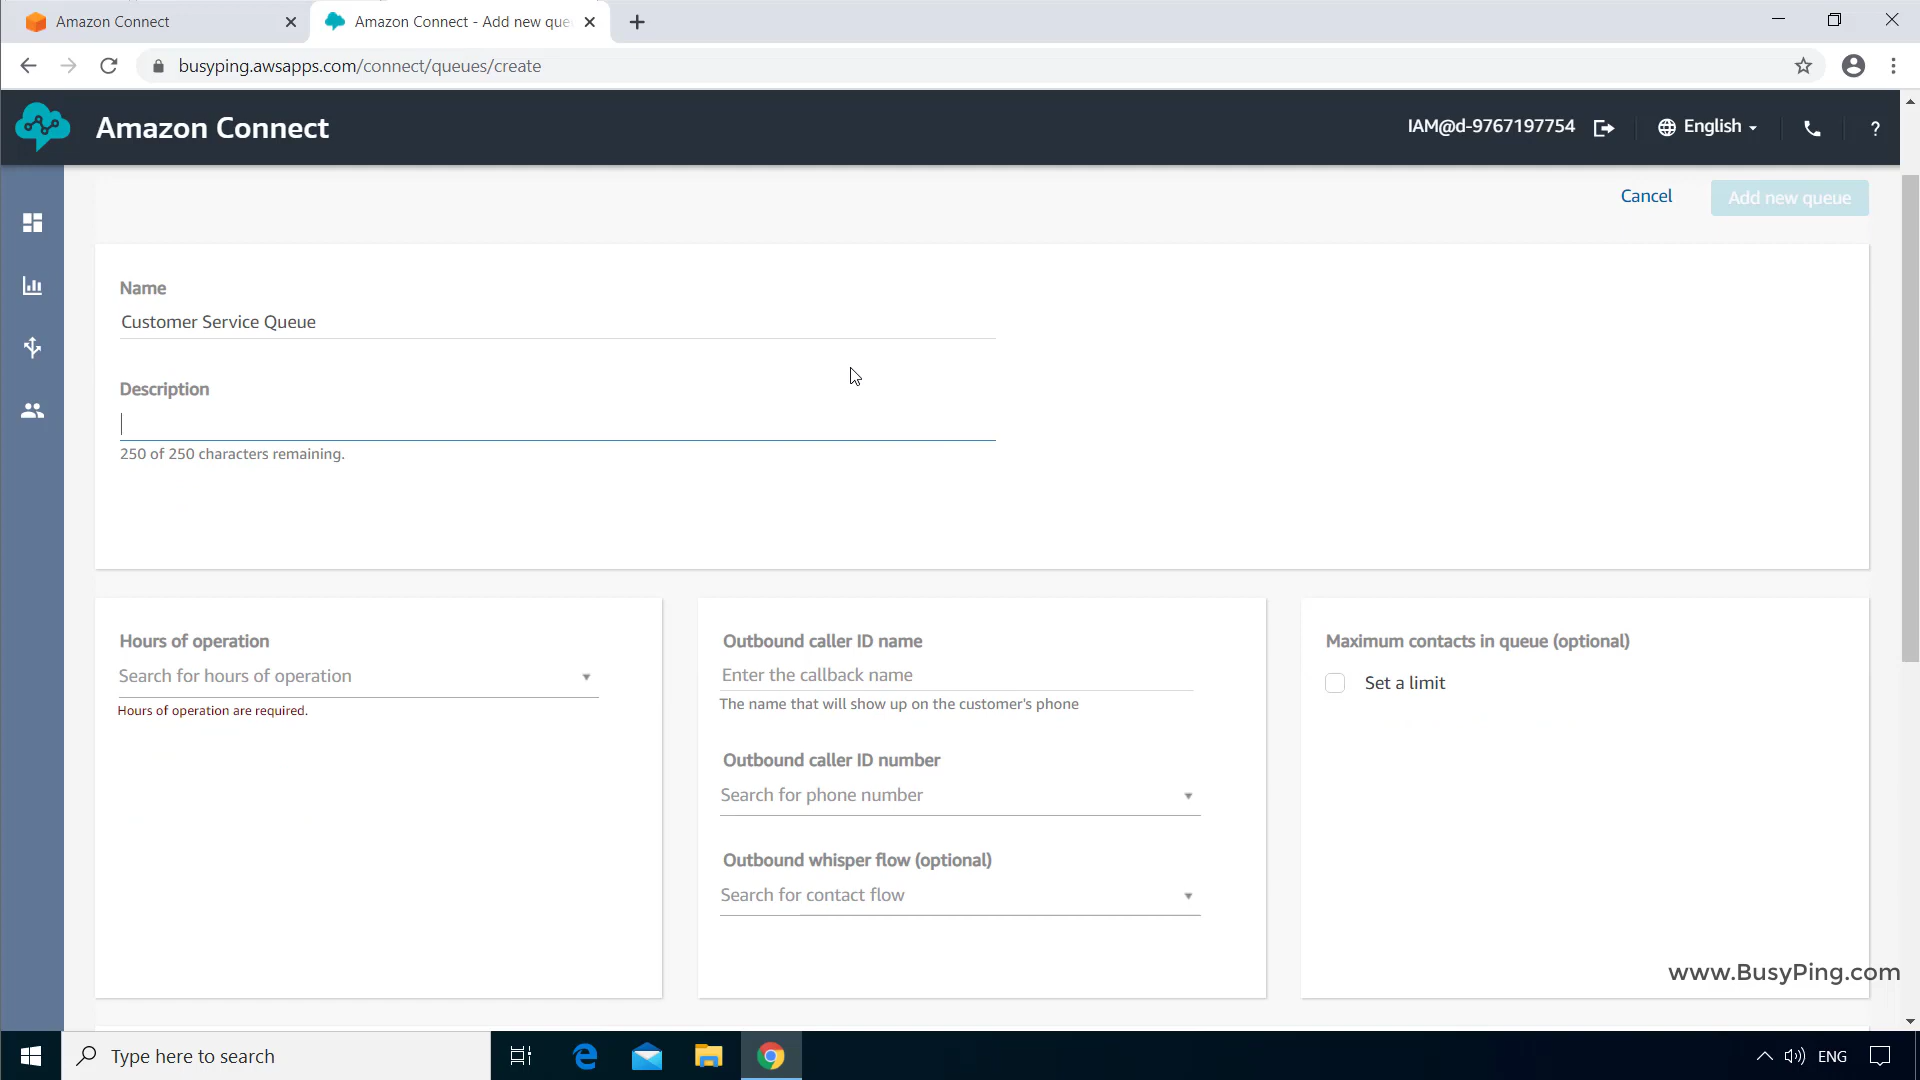 Amazon Connect
Amazon Connect - Add new que
busyping.awsapps.com/connect/queues/create
Amazon Connect
IAM@d-9767197754
English
?
Cancel
Add new queue
Name
Customer Service Queue
Description
250 of 250 characters remaining.
Hours of operation
Search for hours of operation
Hours of operation are required.
Outbound caller ID name
Enter the callback name
The name that will show up on the customer's phone
Outbound caller ID number
Search for phone number
Outbound whisper flow (optional)
Search for contact flow
Maximum contacts in queue (optional)
Set a limit
www.BusyPing.com
Type here to search
ENG